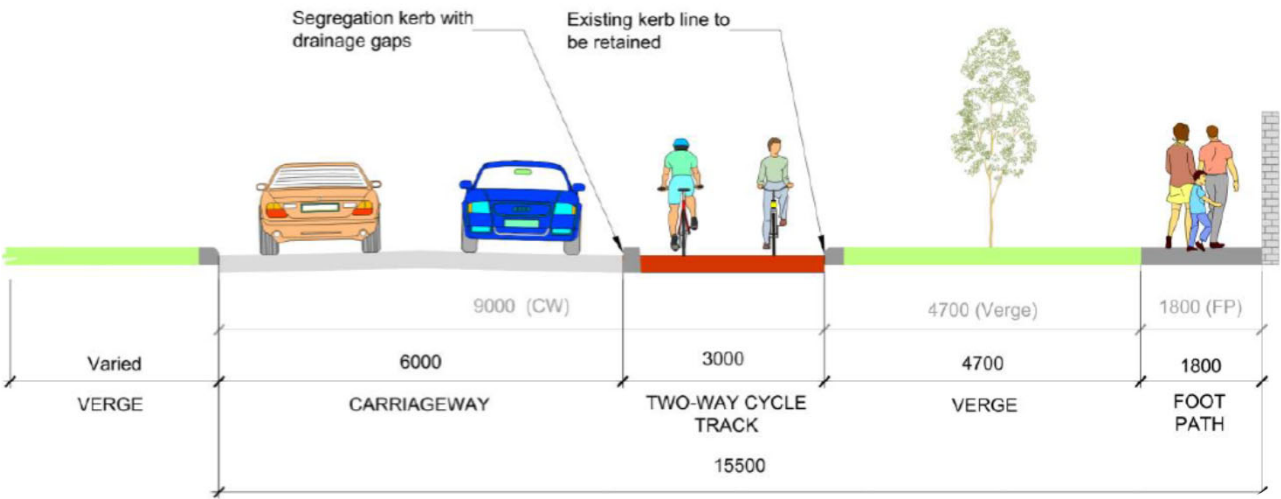 Segregation kerb with
drainage gaps
Existing kerb line to
be retained
9000 (CW)
4700 (Verge)
1800 (FP)
Varied
6000
3000
4700
1800
VERGE
CARRIAGEWAY
TWO-WAY CYCLE
TRACK
VERGE
FOOT
PATH
15500